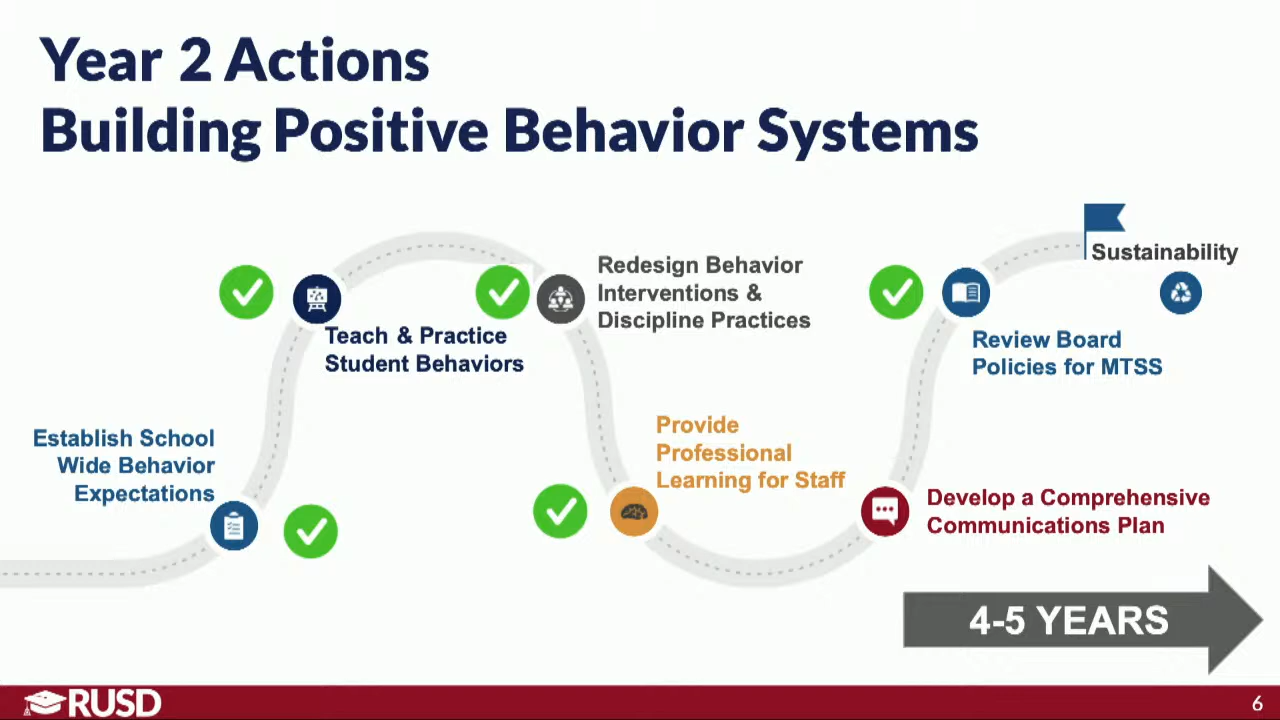 Year 2 Actions
Building Positive Behavior Systems
Sustainability
Redesign Behavior
Interventions &
Discipline Practices
Teach & Practice
Student Behaviors
Review Board
Policies for MTSS
Establish School
Wide Behavior
Expectations
Provide
Professional
Learning for Staff
Develop a Comprehensive
Communications Plan
4-5 YEARS
RUSD
6